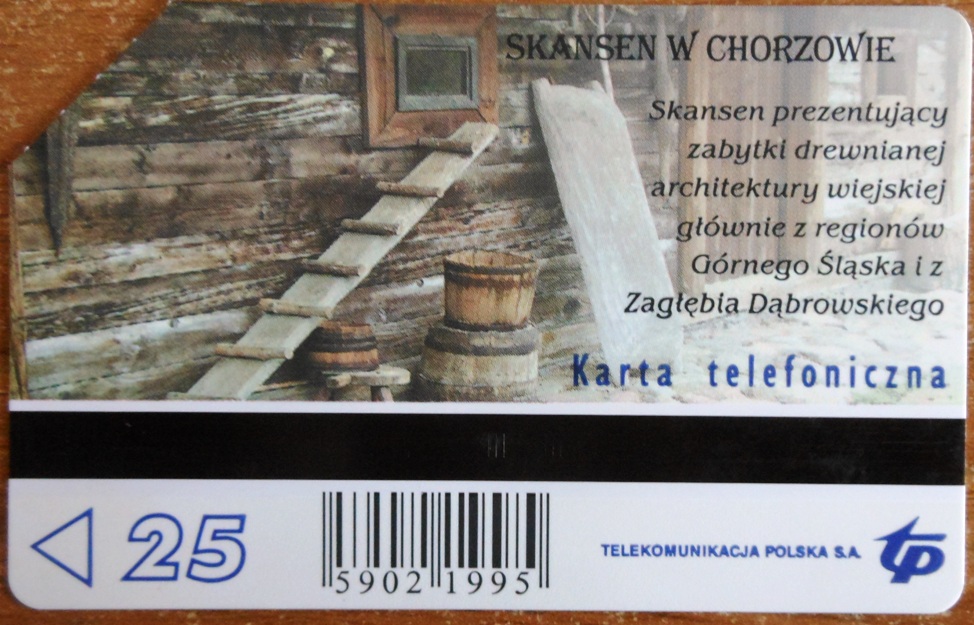 SKANSEN W CHORZOWIE
Skansen prezentujący
zabytki drewnianej
architektury wiejskiej
głównie z regionów
Górnego Śląska i z
Zagłębia Dąbrowskiego
Karta telefoniczna
25
5902 1995
TELEKOMUNIKACJA POLSKA S.A.
tp